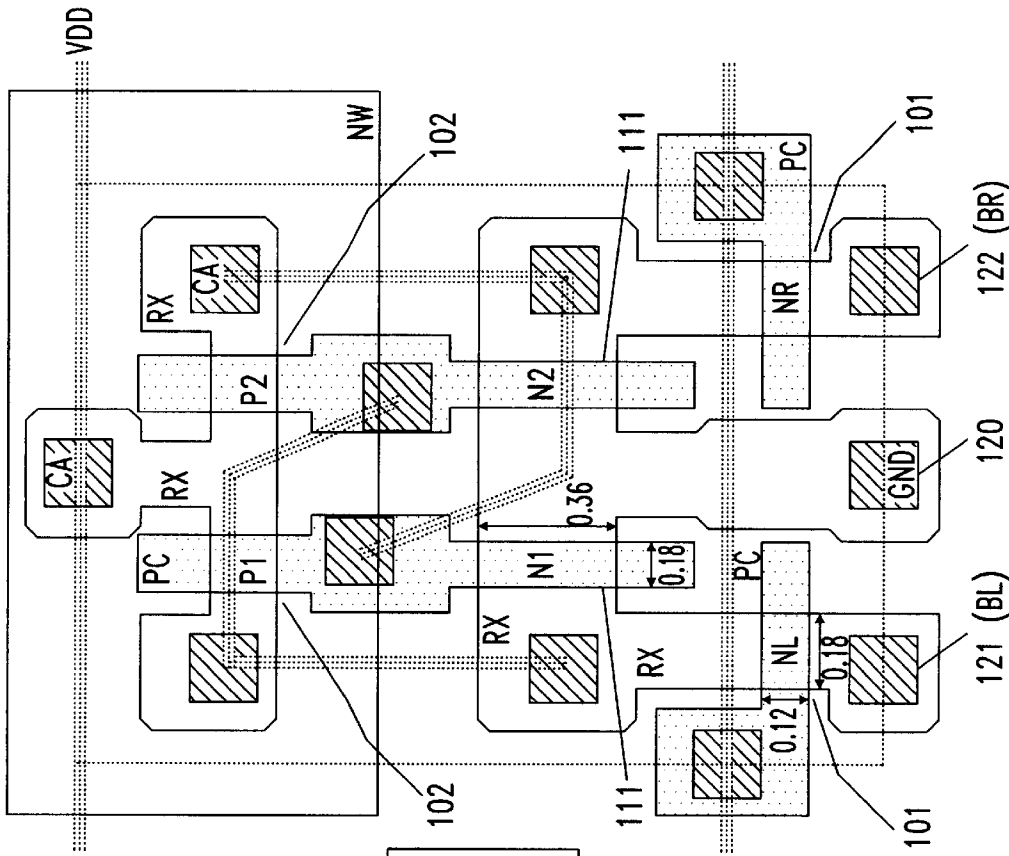 VDD
CA
NW
RX
RX
CA
102
PC
P1
P2
102
111
N1
N2
RX
0.36
0.18
111
RX
PC
PC
NL
NR
0.18
0.12
101
101
GND
121 (BL)
120
122 (BR)